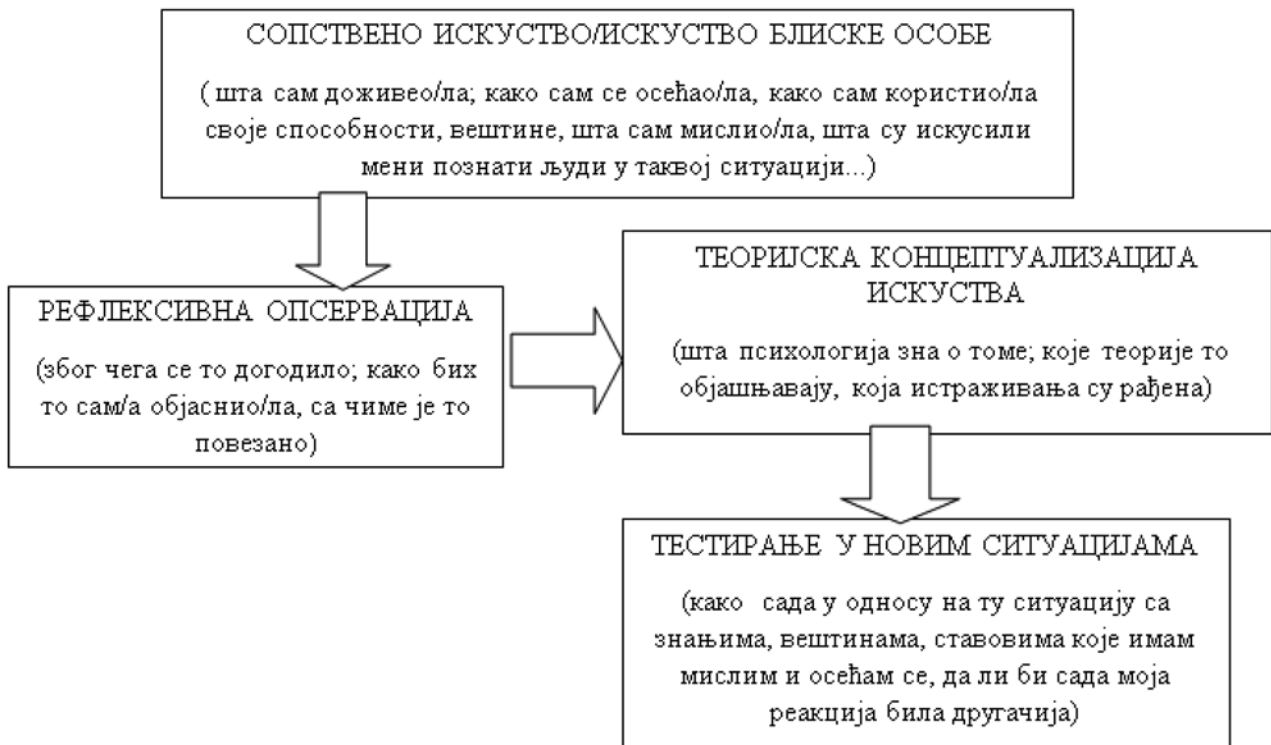 СОПСТВЕНО ИСКУСТВО/ИСКУСТВО БЛИСКЕ ОСОБЕ
( шта сам доживео/ла; како сам се осећао/ла, како сам користио/ла
своје способности, вештине, шта сам мислио/ла, шта су искусили
мени познати људи у таквој ситуацији...)
РЕФЛЕКСИВНА ОПСЕРВАЦИЈА
(због чега се то догодило; како бих
то сам/а објаснио/ла, са чиме је то
повезано)
ТЕОРИЈСКА КОНЦЕПТУАЛИЗАЦИЈА
ИСКУСТВА
(шта психологија зна о томе; које теорије то
објашњавају, која истраживања су рађена)
ТЕСТИРАЊЕ У НОВИМ СИТУАЦИЈАМА
(како сада у односу на ту ситуацију са
знањима, вештинама, ставовима које имам
мислим и осећам се, да ли би сада моја
реакција била другачија)